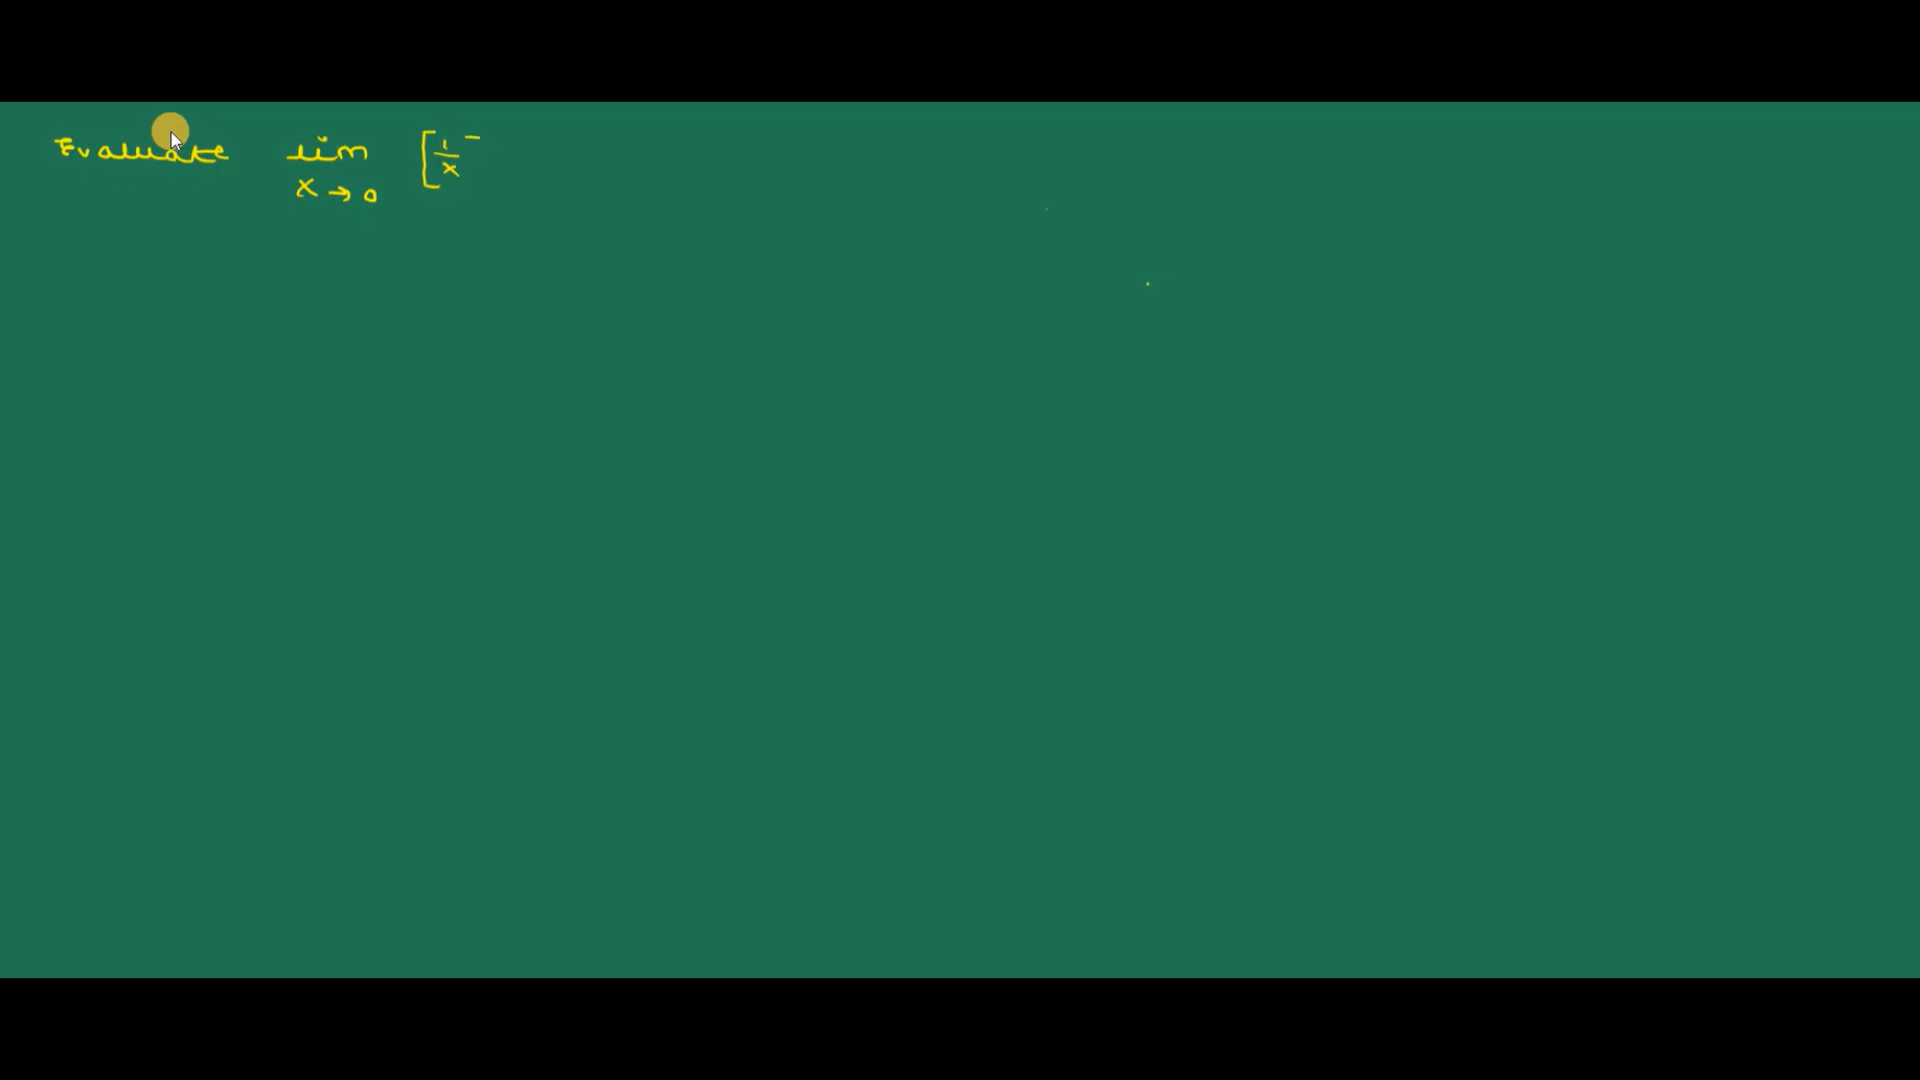 Evaluate lim [1/x -
x → 0